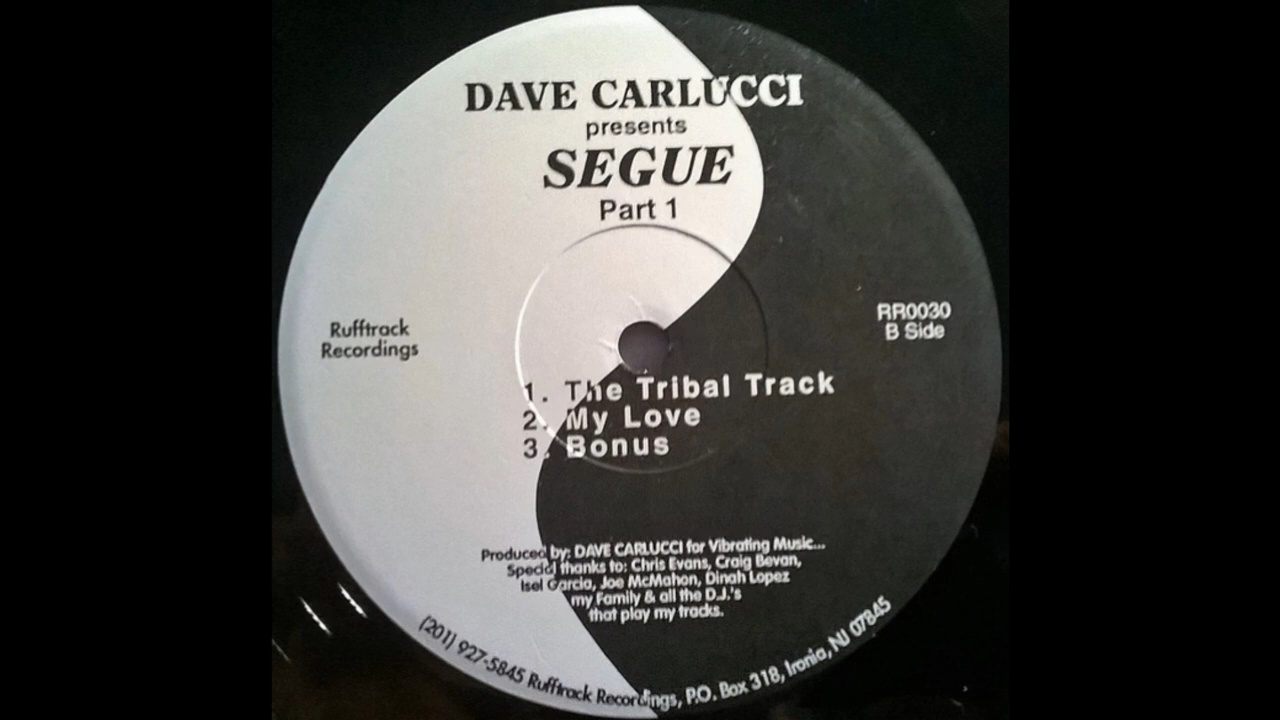 DAVE CARLUCCI
presents
SEGUE
Part 1
Rufftrack
Recordings
RR0030
B Side
1. The Tribal Track
2. My Love
3. Bonus
Produced by: DAVE CARLUCCI for Vibrating Music...
Special thanks to: Chris Evans, Craig Bevan,
Isel Garcia, Joe McMahon, Dinah Lopez
my Family & all the D.J.'s
that play my tracks.
(201) 927-5845 Rufftrack Recordings, P.O. Box 318, Ironia, NJ 07845